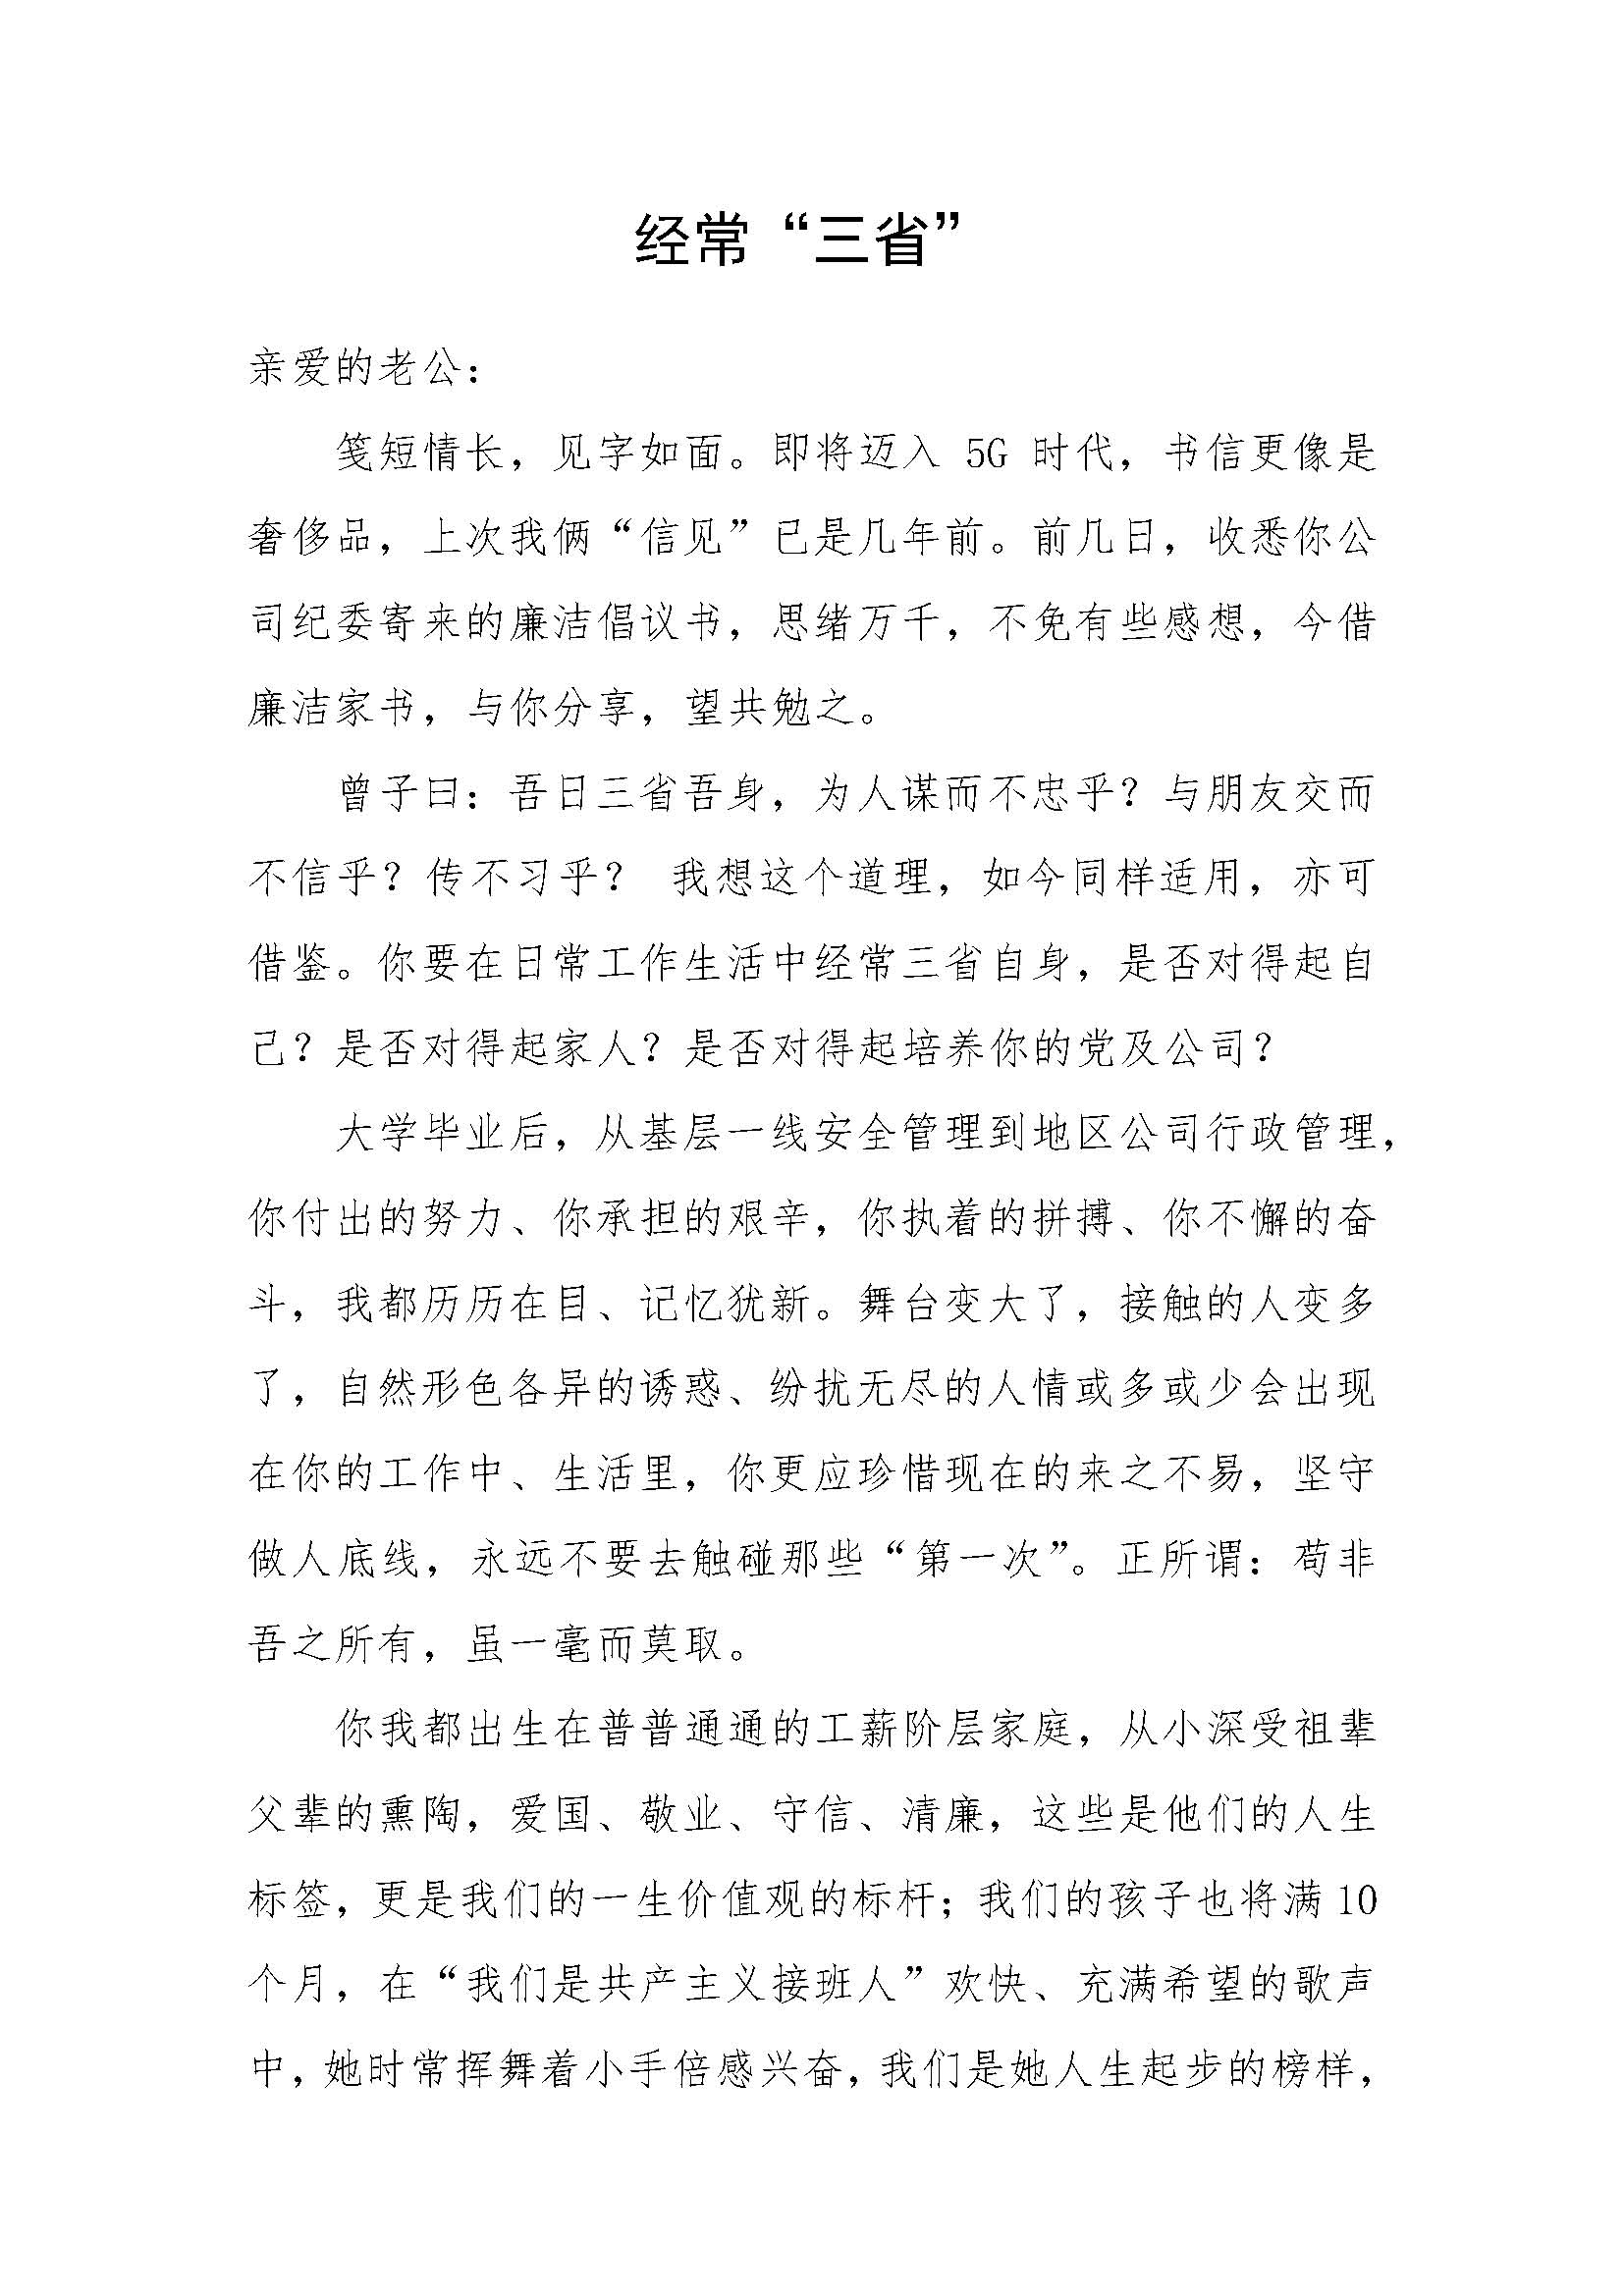 经常“三省”
亲爱的老公：
笺短情长，见字如面。即将迈入 5G 时代，书信更像是
奢侈品，上次我俩“信见”已是几年前。前几日，收悉你公
司纪委寄来的廉洁倡议书，思绪万千，不免有些感想，今借
廉洁家书，与你分享，望共勉之。
曾子曰：吾日三省吾身，为人谋而不忠乎？与朋友交而
不信乎？传不习乎？ 我想这个道理，如今同样适用，亦可
借鉴。你要在日常工作生活中经常三省自身，是否对得起自
己？是否对得起家人？是否对得起培养你的党及公司？
大学毕业后，从基层一线安全管理到地区公司行政管理，
你付出的努力、你承担的艰辛，你执着的拼搏、你不懈的奋
斗，我都历历在目、记忆犹新。舞台变大了，接触的人变多
了，自然形色各异的诱惑、纷扰无尽的人情或多或少会出现
在你的工作中、生活里，你更应珍惜现在的来之不易，坚守
做人底线，永远不要去触碰那些“第一次”。正所谓：苟非
吾之所有，虽一毫而莫取。
你我都出生在普普通通的工薪阶层家庭，从小深受祖辈
父辈的熏陶，爱国、敬业、守信、清廉，这些是他们的人生
标签，更是我们的一生价值观的标杆；我们的孩子也将满10
个月，在“我们是共产主义接班人”欢快、充满希望的歌声
中，她时常挥舞着小手倍感兴奋，我们是她人生起步的榜样，